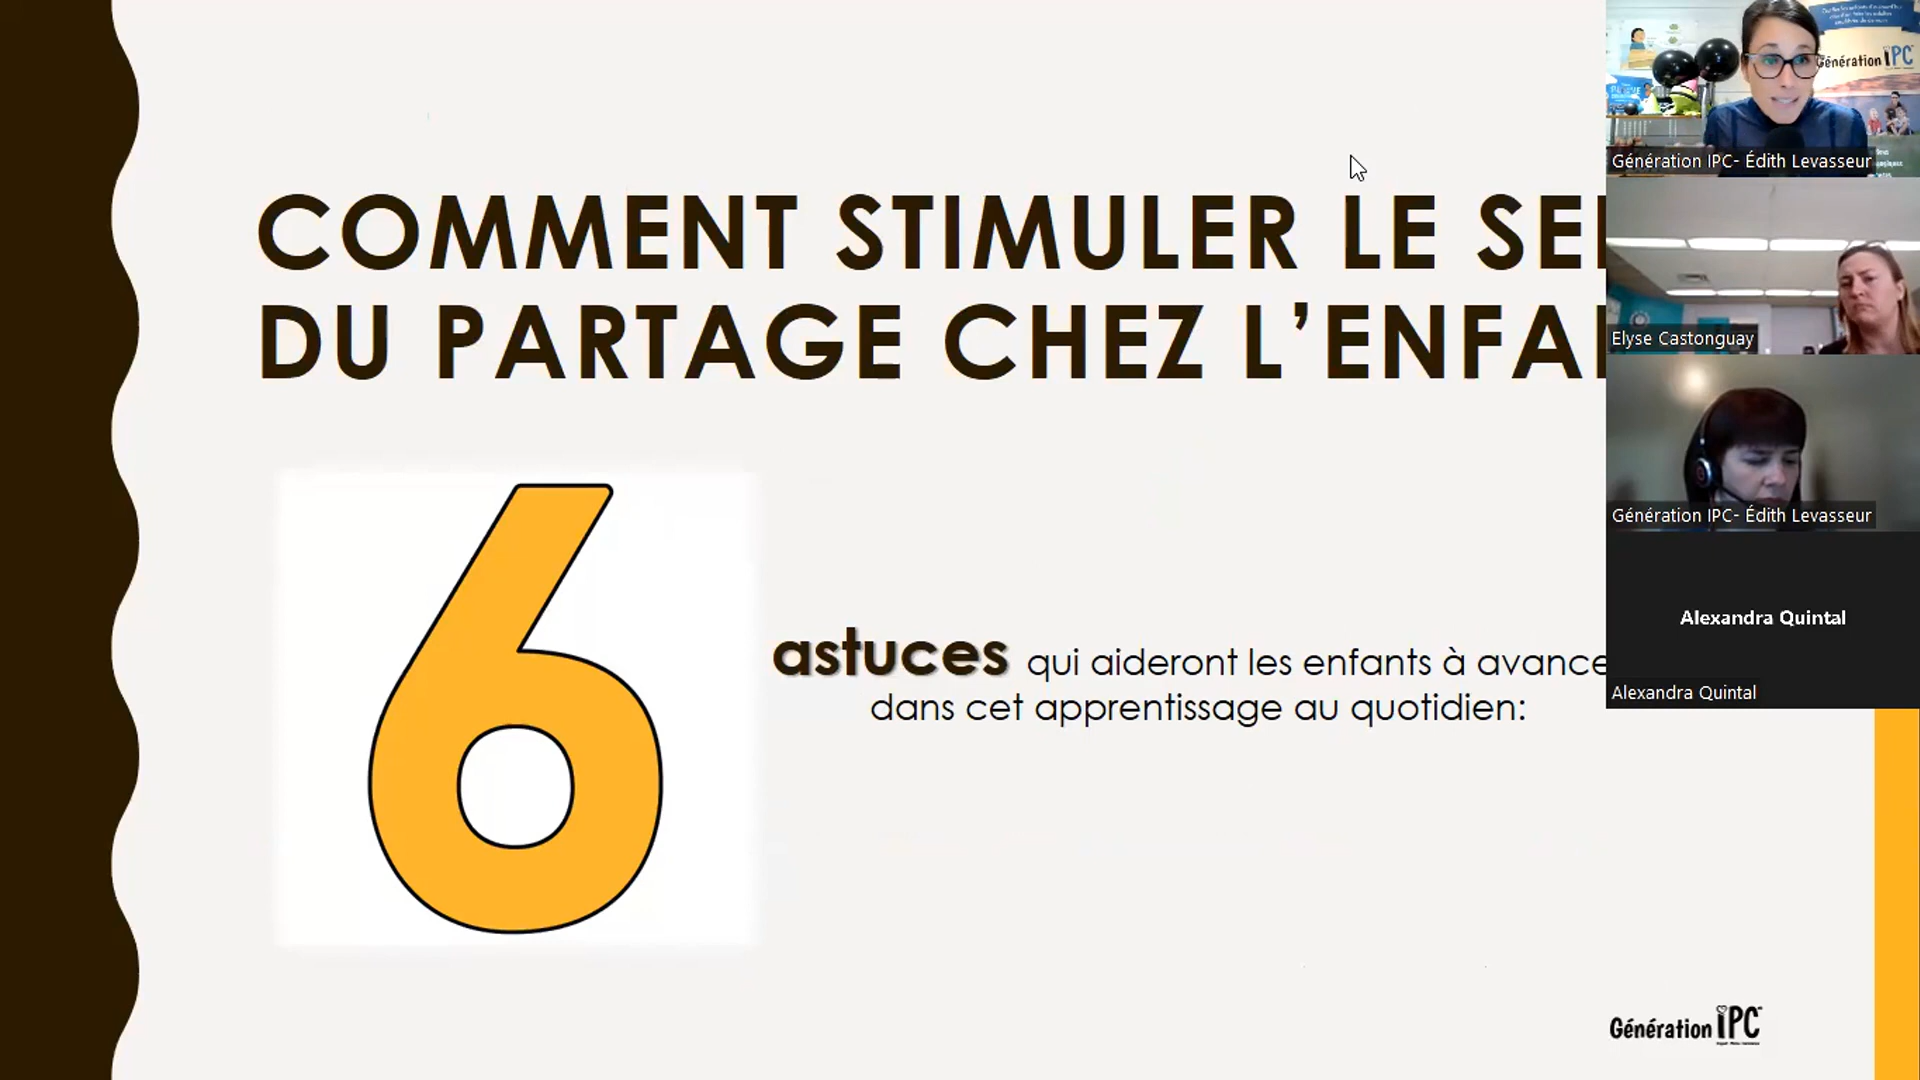 COMMENT STIMULER LE SE
DU PARTAGE CHEZ L'ENFA
6
astuces qui aideront les enfants à avance
dans cet apprentissage au quotidien:
Génération iPC
Génération iPC
Génération IPC- Édith Levasseur
Elyse Castonguay
Génération IPC- Édith Levasseur
Alexandra Quintal
Alexandra Quintal